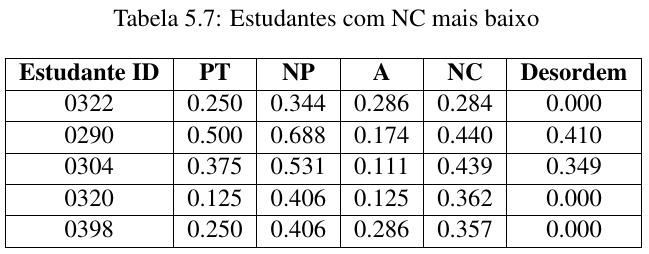 Tabela 5.7: Estudantes com NC mais baixo
Estudante ID PT NP A NC Desordem
0322 0.250 0.344 0.286 0.284 0.000
0290 0.500 0.688 0.174 0.440 0.410
0304 0.375 0.531 0.111 0.439 0.349
0320 0.125 0.406 0.125 0.362 0.000
0398 0.250 0.406 0.286 0.357 0.000